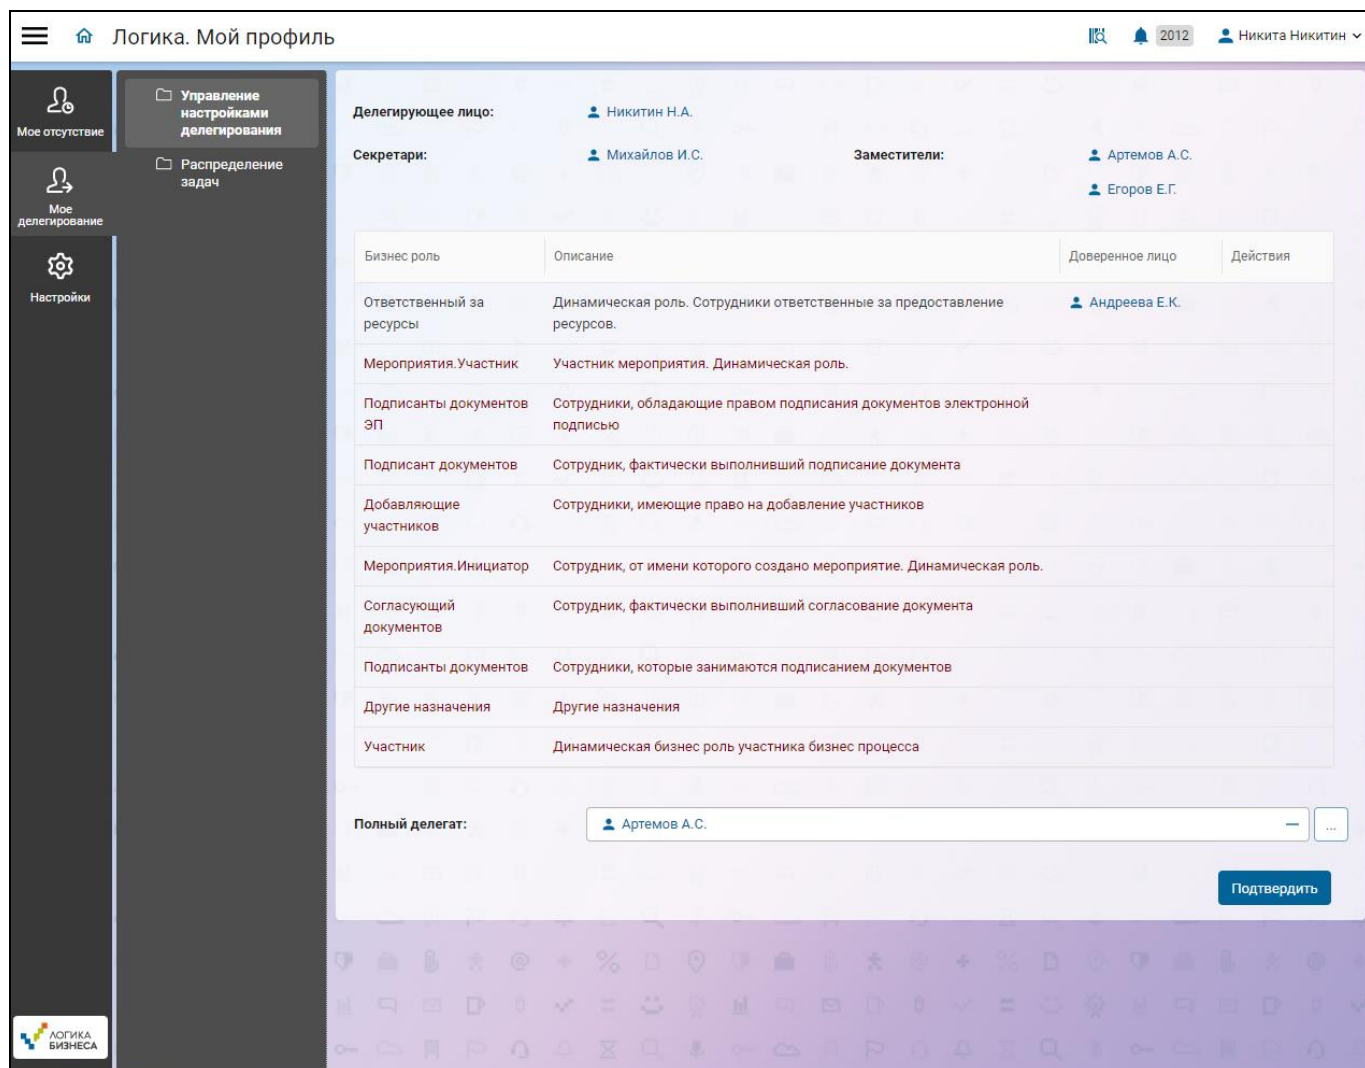 Логика. Мой профиль
2012
Никита Никитин
Мое отсутствие
Мое
делегирование
Настройки
Управление
настройками
делегирования
Распределение
задач
Делегирующее лицо:
Никитин Н.А.
Секретари:
Михайлов И.С.
Заместители:
Артемов А.С.
Егоров Е.Г.
Бизнес роль
Описание
Доверенное лицо
Действия
Ответственный за
ресурсы
Динамическая роль. Сотрудники ответственные за предоставление
ресурсов.
Андреева Е.К.
Мероприятия.Участник
Участник мероприятия. Динамическая роль.
Подписанты документов
ЭП
Сотрудники, обладающие правом подписания документов электронной
подписью
Подписант документов
Сотрудник, фактически выполнивший подписание документа
Добавляющие
участников
Сотрудники, имеющие право на добавление участников
Мероприятия.Инициатор
Сотрудник, от имени которого создано мероприятие. Динамическая роль.
Согласующий
документов
Сотрудник, фактически выполнивший согласование документа
Подписанты документов
Сотрудники, которые занимаются подписанием документов
Другие назначения
Другие назначения
Участник
Динамическая бизнес роль участника бизнес процесса
Полный делегат:
Артемов А.С.
...
Подтвердить
ЛОГИКА
БИЗНЕСА